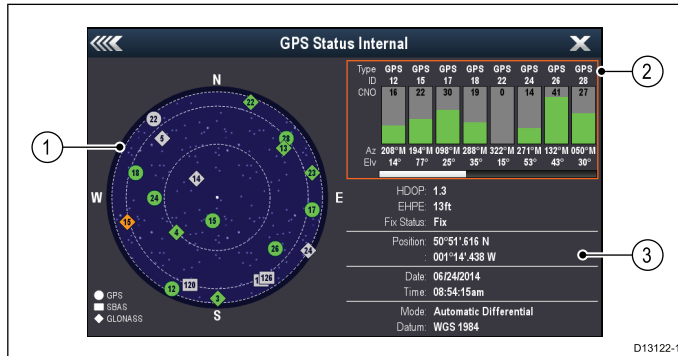 GPS Status Internal
Type GPS GPS GPS GPS GPS GPS GPS GPS
ID 12 15 17 18 22 24 26 28
CNO 16 22 30 19 0 14 41 27
Az 208°M 194°M 098°M 288°M 322°M 271°M 132°M 050°M
Elv 14° 77° 25° 35° 15° 53° 43° 30°
2
N
22
22
5
28
13
1
18
14
23
W
24
E
17
15
15
4
26
24
120
126
12
3
S
GPS
SBAS
GLONASS
HDOP: 1.3
EHPE: 13ft
Fix Status: Fix
Position: 50°51'.616 N
: 001°14'.438 W
3
Date: 06/24/2014
Time: 08:54:15am
Mode: Automatic Differential
Datum: WGS 1984
D13122-1